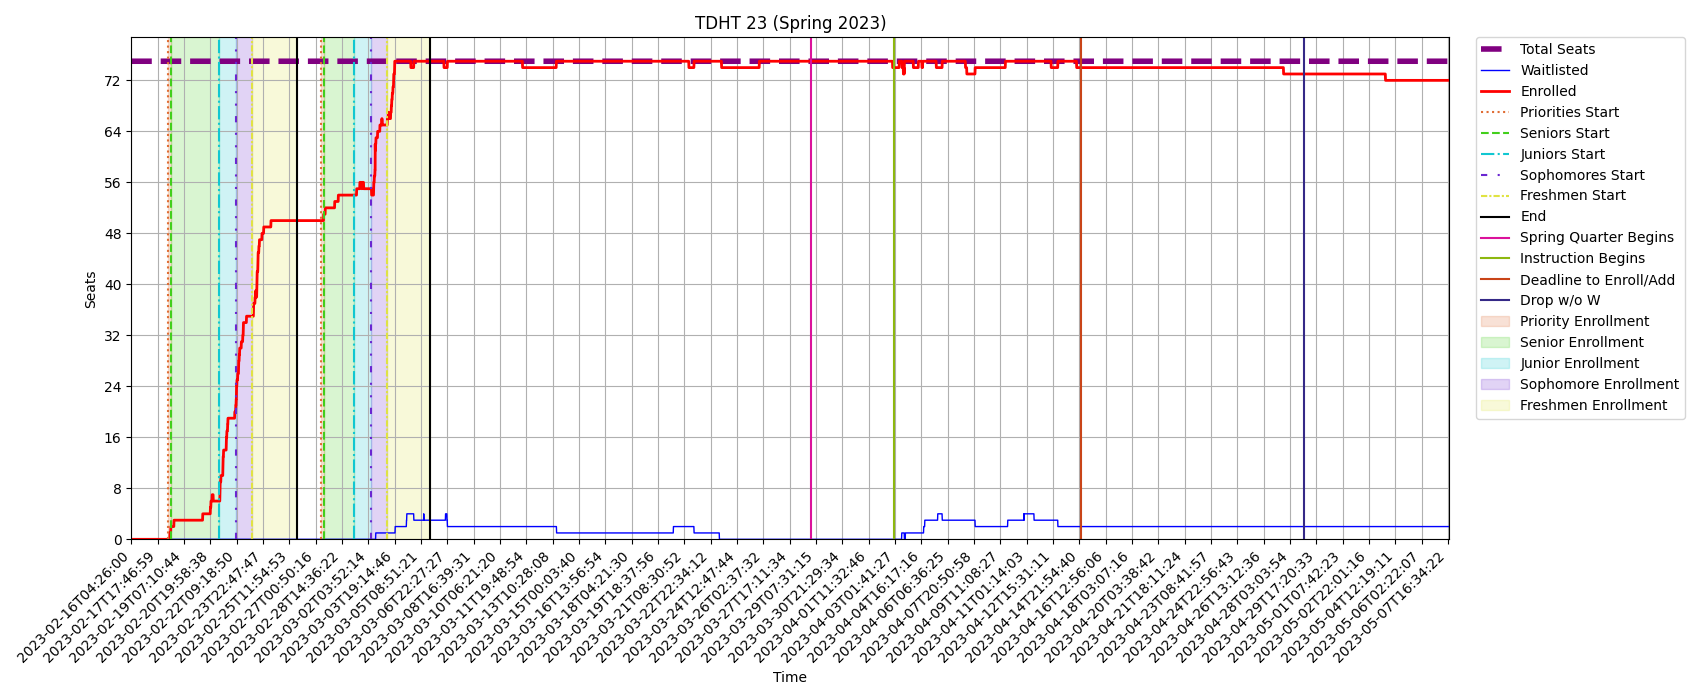 TDHT 23 (Spring 2023)
Seats
72
64
56
48
40
32
24
16
8
0
2023-02-16T04:26:00
2023-02-17T17:46:59
2023-02-19T07:10:44
2023-02-20T19:58:38
2023-02-22T09:18:50
2023-02-23T22:47:47
2023-02-25T11:54:53
2023-02-27T00:50:16
2023-02-28T14:36:22
2023-03-02T03:52:14
2023-03-03T19:14:46
2023-03-05T08:51:21
2023-03-06T22:27:27
2023-03-08T16:39:31
2023-03-10T06:21:20
2023-03-11T19:48:54
2023-03-13T10:28:08
2023-03-15T00:03:40
2023-03-16T13:56:54
2023-03-18T04:21:30
2023-03-19T18:37:56
2023-03-21T08:30:52
2023-03-22T22:34:12
2023-03-24T12:47:44
2023-03-26T02:37:32
2023-03-27T17:11:34
2023-03-29T07:31:15
2023-03-30T21:29:34
2023-04-01T11:32:46
2023-04-03T01:41:27
2023-04-04T16:17:16
2023-04-06T06:36:25
2023-04-07T20:50:58
2023-04-09T11:08:27
2023-04-11T01:14:03
2023-04-12T15:31:11
2023-04-14T21:54:40
2023-04-16T12:56:06
2023-04-18T03:07:16
2023-04-20T03:38:42
2023-04-21T18:11:24
2023-04-23T08:41:57
2023-04-24T22:56:43
2023-04-26T13:12:36
2023-04-28T03:03:54
2023-04-29T17:20:33
2023-05-01T07:42:23
2023-05-02T22:01:16
2023-05-04T12:19:11
2023-05-06T02:22:07
2023-05-07T16:34:22
Time
Total Seats
Waitlisted
Enrolled
Priorities Start
Seniors Start
Juniors Start
Sophomores Start
Freshmen Start
End
Spring Quarter Begins
Instruction Begins
Deadline to Enroll/Add
Drop w/o W
Priority Enrollment
Senior Enrollment
Junior Enrollment
Sophomore Enrollment
Freshmen Enrollment